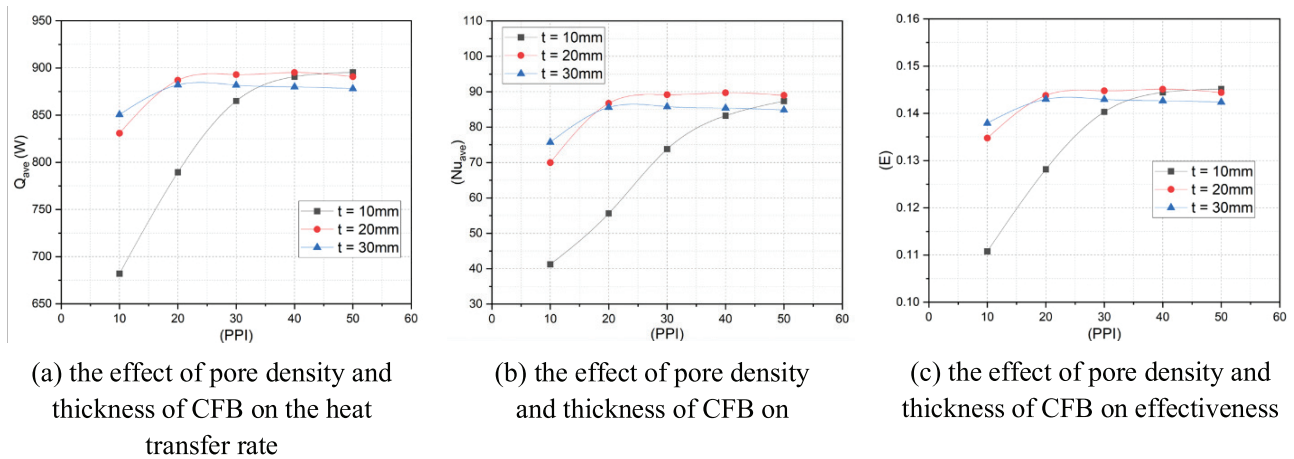 950
900
850
800
750
700
650
0
10
20
30
40
50
60
Qave (W)
(PPI)
t = 10mm
t = 20mm
t = 30mm
110
100
90
80
70
60
50
40
30
0
10
20
30
40
50
60
(Nuave)
(PPI)
t = 10mm
t = 20mm
t = 30mm
0.16
0.15
0.14
0.13
0.12
0.11
0.10
0
10
20
30
40
50
60
(E)
(PPI)
t = 10mm
t = 20mm
t = 30mm
(a) the effect of pore density and
thickness of CFB on the heat
transfer rate
(b) the effect of pore density
and thickness of CFB on
(c) the effect of pore density and
thickness of CFB on effectiveness